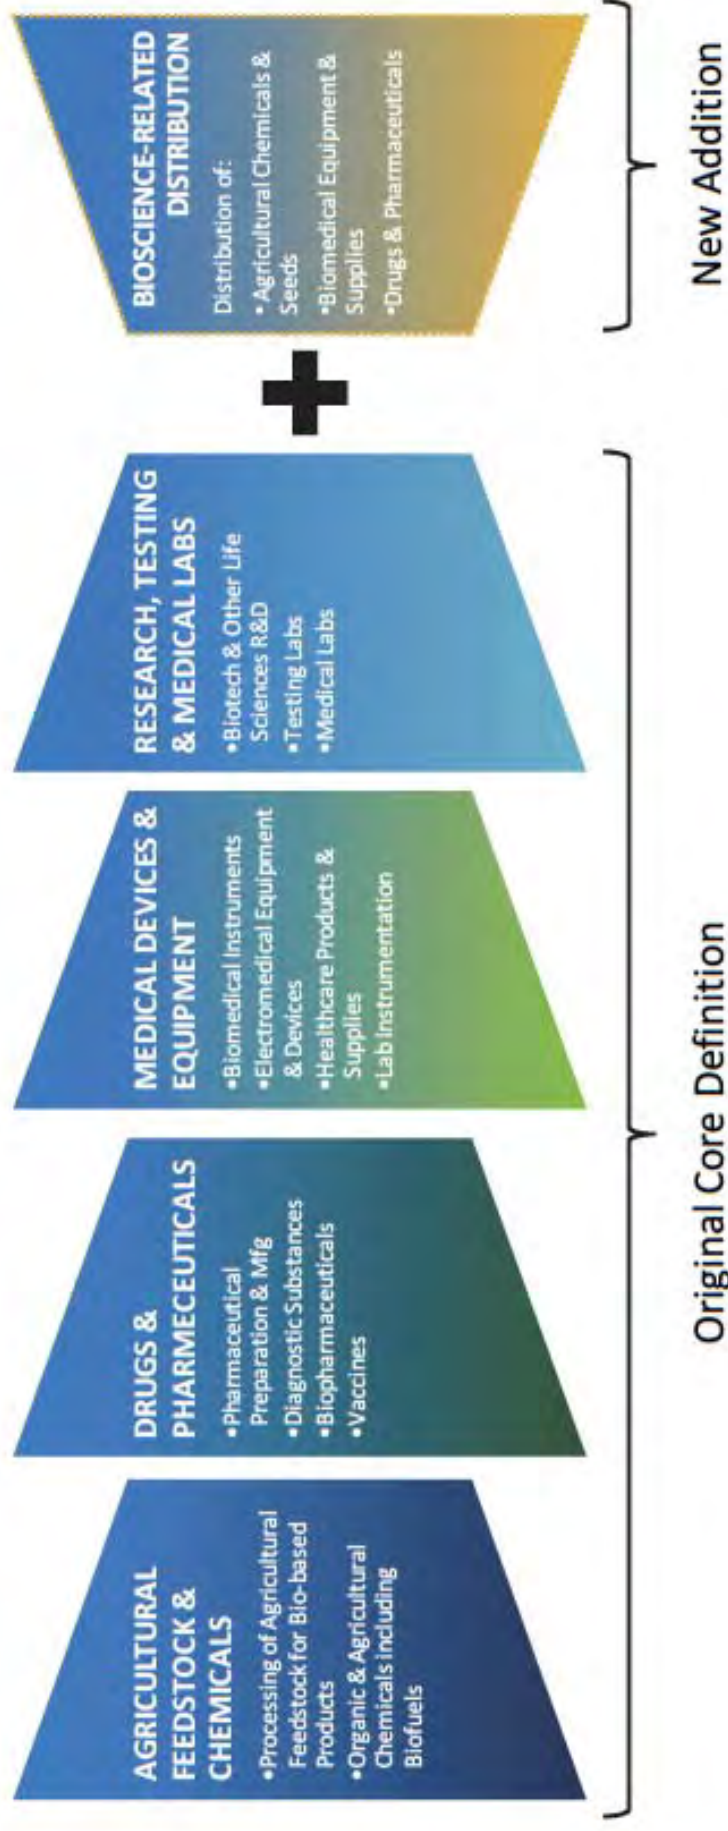 AGRICULTURAL
FEEDSTOCK &
CHEMICALS
•Processing of Agricultural
Feedstock for Bio-based
Products
•Organic & Agricultural
Chemicals including
Biofuels
DRUGS &
PHARMECEUTICALS
•Pharmaceutical
Preparation & Mfg
•Diagnostic Substances
•Biopharmaceuticals
•Vaccines
MEDICAL DEVICES &
EQUIPMENT
•Biomedical Instruments
•Electromedical Equipment
& Devices
•Healthcare Products &
Supplies
•Lab Instrumentation
RESEARCH, TESTING
& MEDICAL LABS
•Biotech & Other Life
Sciences R&D
•Testing Labs
•Medical Labs
BIOSCIENCE-RELATED
DISTRIBUTION
Distribution of:
• Agricultural Chemicals &
Seeds
•Biomedical Equipment &
Supplies
•Drugs & Pharmaceuticals
Original Core Definition
New Addition